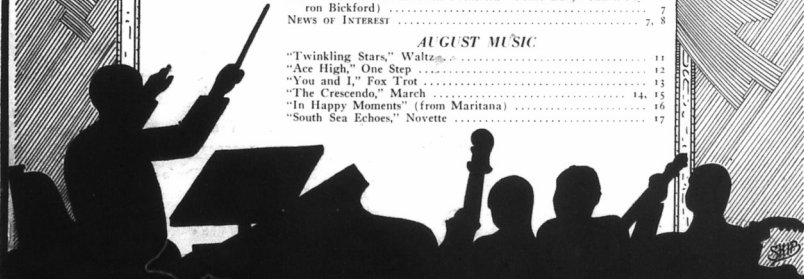 ron Bickford) ........ 7
NEWS OF INTEREST ........ 7, 8
AUGUST MUSIC
"Twinkling Stars," Waltz ........ 11
"Ace High," One Step ........ 12
"You and I," Fox Trot ........ 13
"The Crescendo," March ........ 14, 15
"In Happy Moments" (from Maritana) ........ 16
"South Sea Echoes," Novette ........ 17